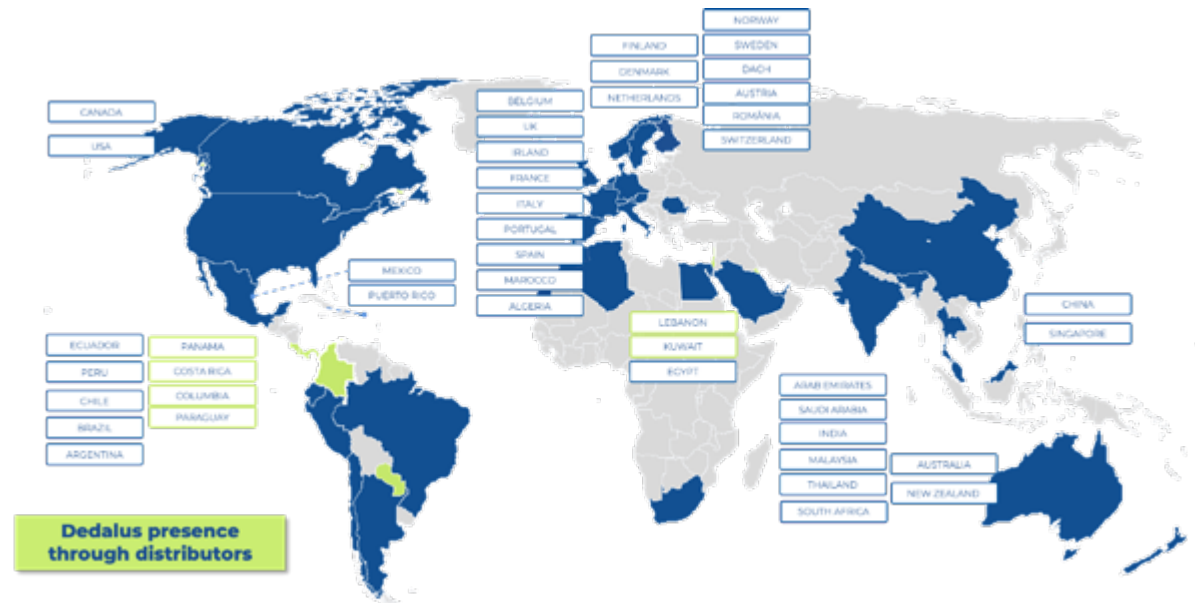 NORWAY
FINLAND
SWEDEN
DENMARK
DACH
NETHERLANDS
AUSTRIA
ROMÂNIA
SWITZERLAND
CANADA
USA
BELGIUM
UK
IRLAND
FRANCE
ITALY
PORTUGAL
SPAIN
MAROCCO
ALGERIA
MEXICO
PUERTO RICO
LEBANON
KUWAIT
EGYPT
CHINA
SINGAPORE
ECUADOR
PERU
CHILE
BRAZIL
ARGENTINA
PANAMA
COSTA RICA
COLUMBIA
PARAGUAY
ARAB EMIRATES
SAUDI ARABIA
INDIA
MALAYSIA
THAILAND
SOUTH AFRICA
AUSTRALIA
NEW ZEALAND
Dedalus presence
through distributors